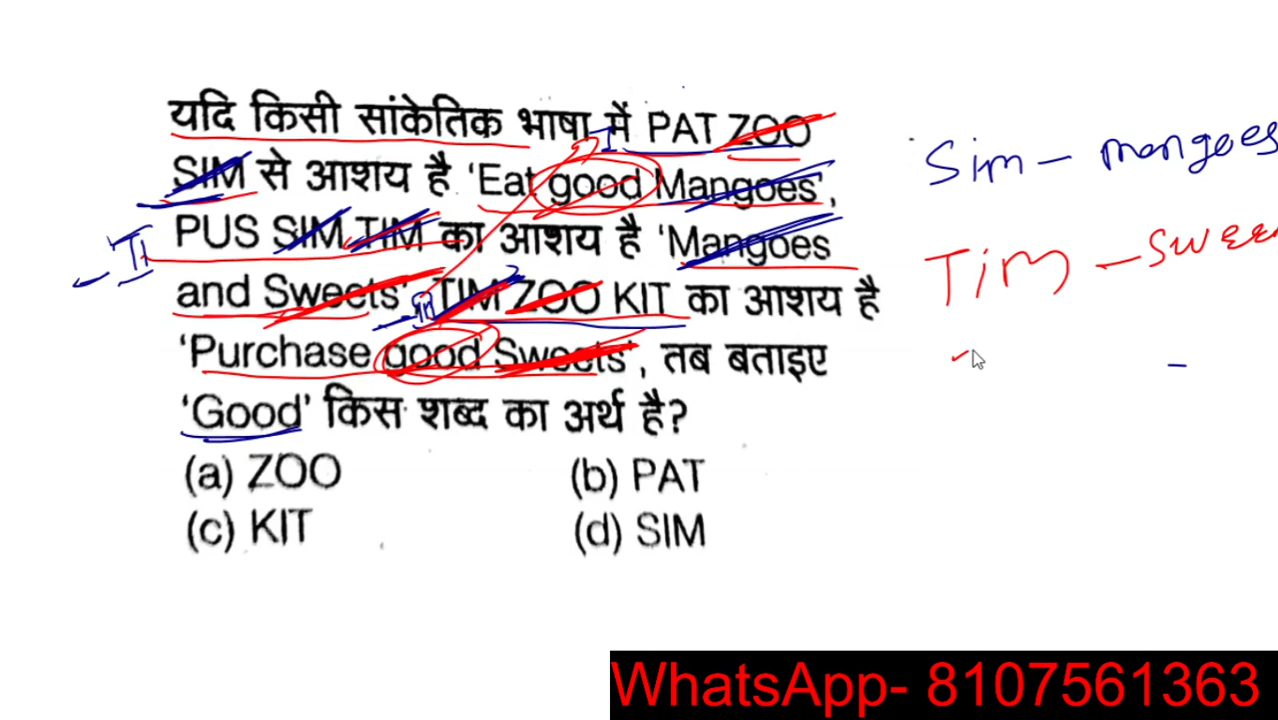 यदि किसी सांकेतिक भाषा में PAT ZOO
SIM से आशय है 'Eat good Mangoes',
PUS SIM TIM का आशय है 'Mangoes
and Sweets', TIM ZOO KIT का आशय है
'Purchase good Sweets', तब बताइए
'Good' किस शब्द का अर्थ है?
(a) ZOO (b) PAT
(c) KIT (d) SIM
I
II
III
Sim - mangoes
Tim - swee
WhatsApp- 8107561363